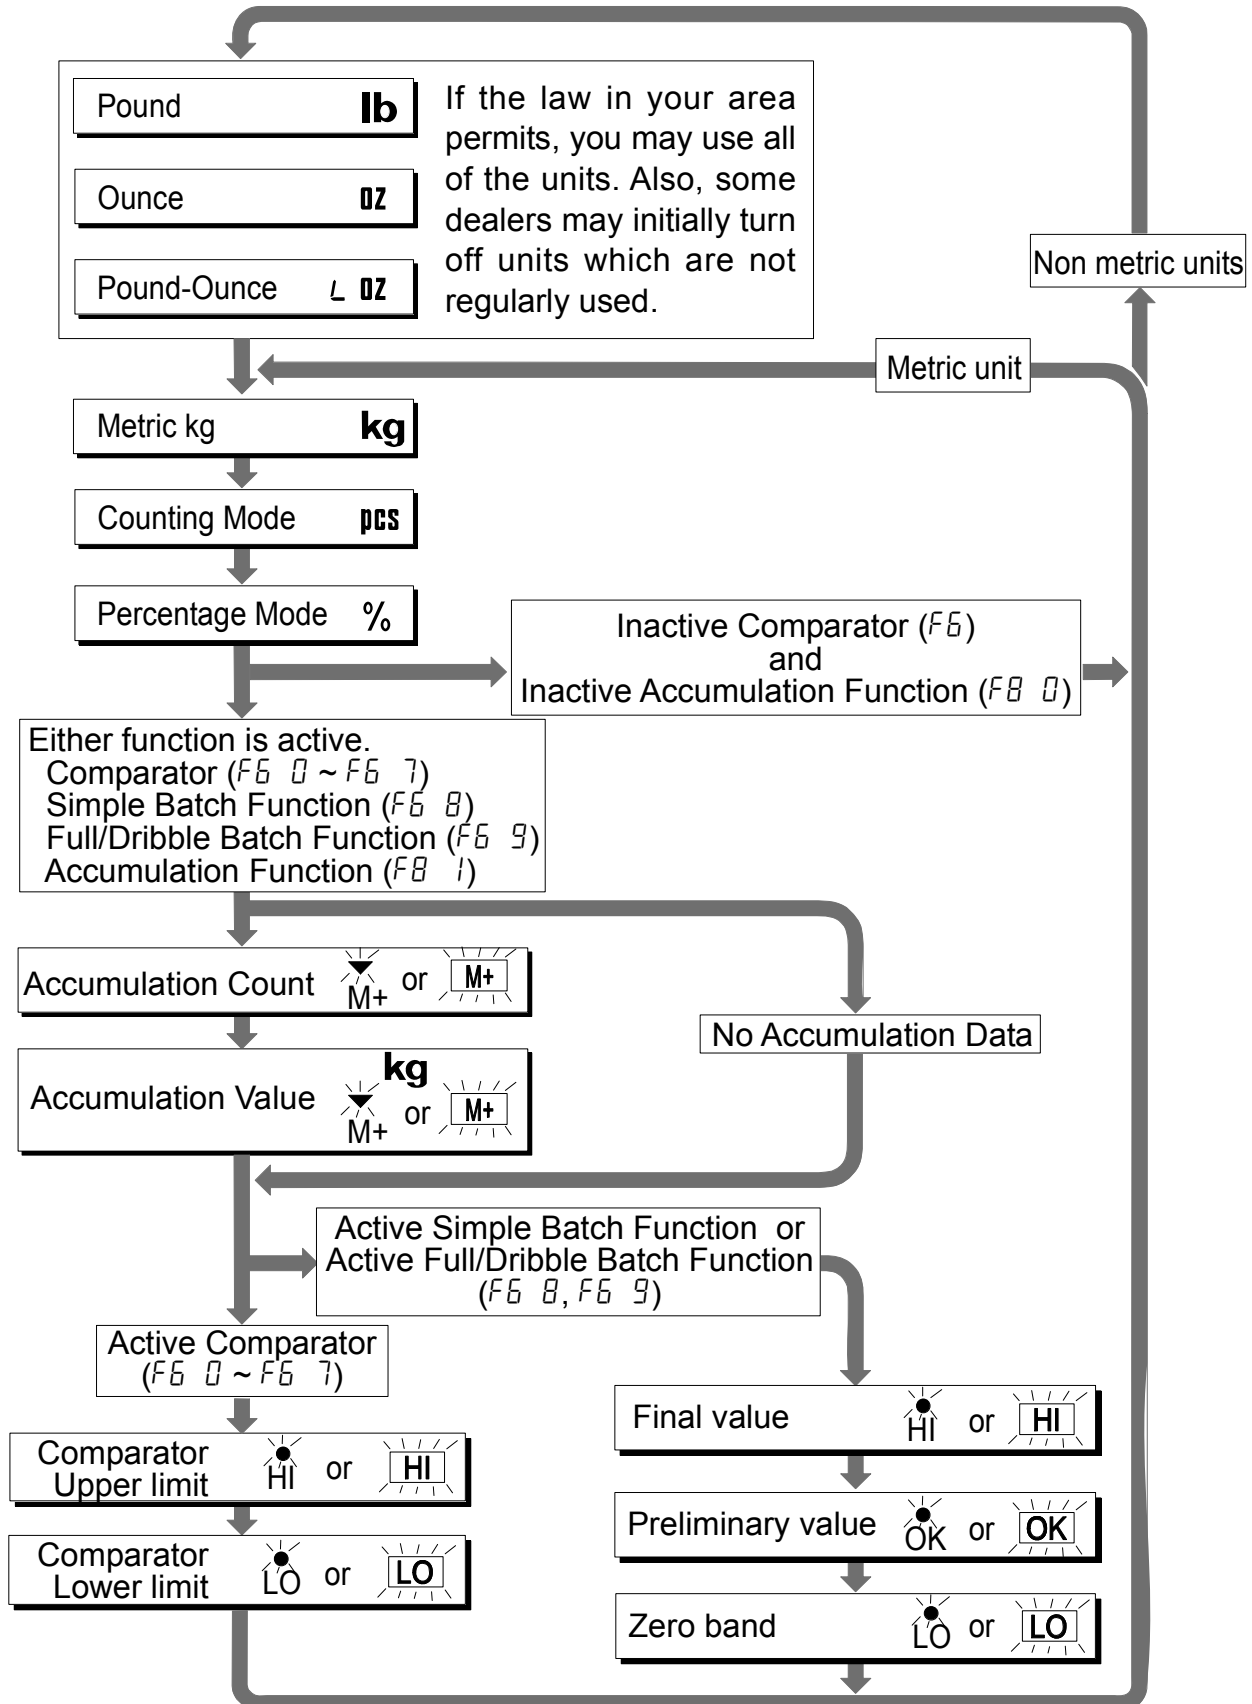 Pound lb
If the law in your area
permits, you may use all
of the units. Also, some
dealers may initially turn
off units which are not
regularly used.
Ounce oz
Pound-Ounce L oz
Non metric units
Metric unit
Metric kg kg
Counting Mode pcs
Percentage Mode %
Inactive Comparator (F6)
and
Inactive Accumulation Function (F8 0)
Either function is active.
Comparator (F6 0 ~ F6 7)
Simple Batch Function (F6 8)
Full/Dribble Batch Function (F6 9)
Accumulation Function (F8 1)
Accumulation Count M+ or M+
No Accumulation Data
Accumulation Value kg M+ or M+
Active Simple Batch Function or
Active Full/Dribble Batch Function
(F6 8, F6 9)
Active Comparator
(F6 0 ~ F6 7)
Final value HI or HI
Comparator
Upper limit HI or HI
Preliminary value OK or OK
Comparator
Lower limit LO or LO
Zero band LO or LO